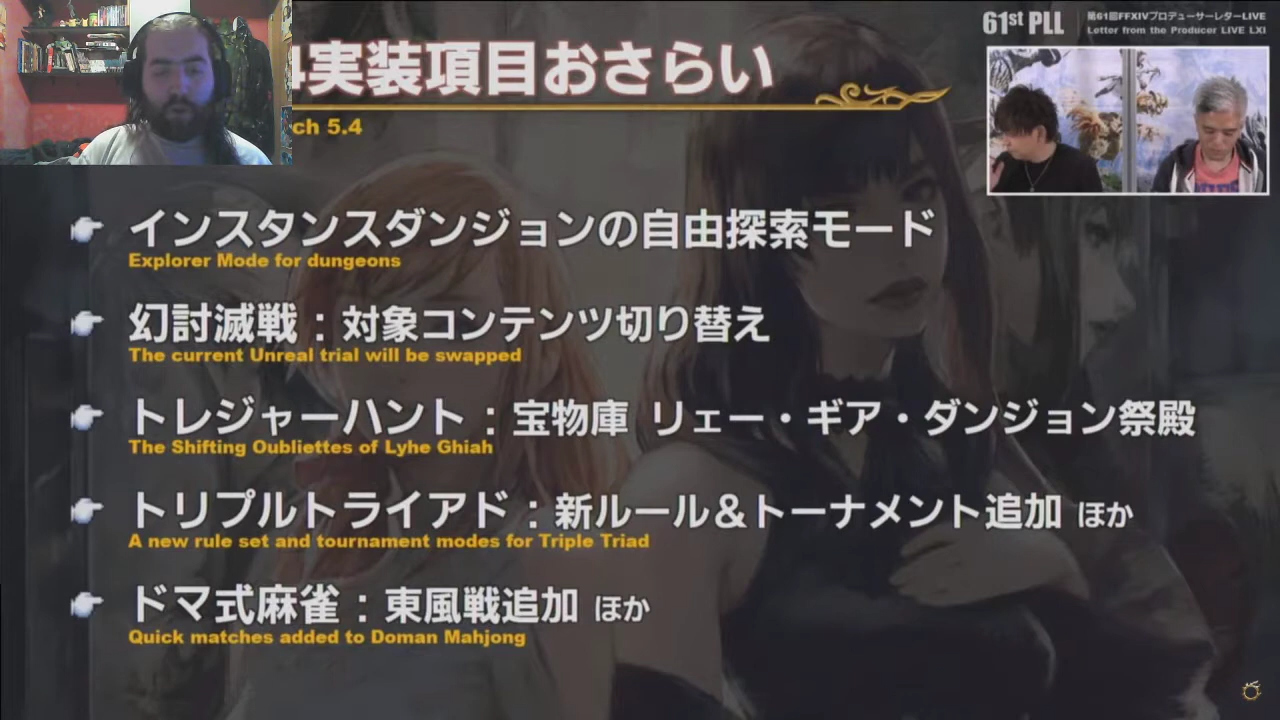 61st PLL
第61回FFXIVプロデューサーレターLIVE
Letter from the Producer LIVE LXI
4実装項目おさらい
ch 5.4
インスタンスダンジョンの自由探索モード
Explorer Mode for dungeons
幻討滅戦：対象コンテンツ切り替え
The current Unreal trial will be swapped
トレジャーハント：宝物庫 リェー・ギア・ダンジョン祭殿
The Shifting Oubliettes of Lyhe Ghiah
トリプルトライアド：新ルール＆トーナメント追加 ほか
A new rule set and tournament modes for Triple Triad
ドマ式麻雀：東風戦追加 ほか
Quick matches added to Doman Mahjong